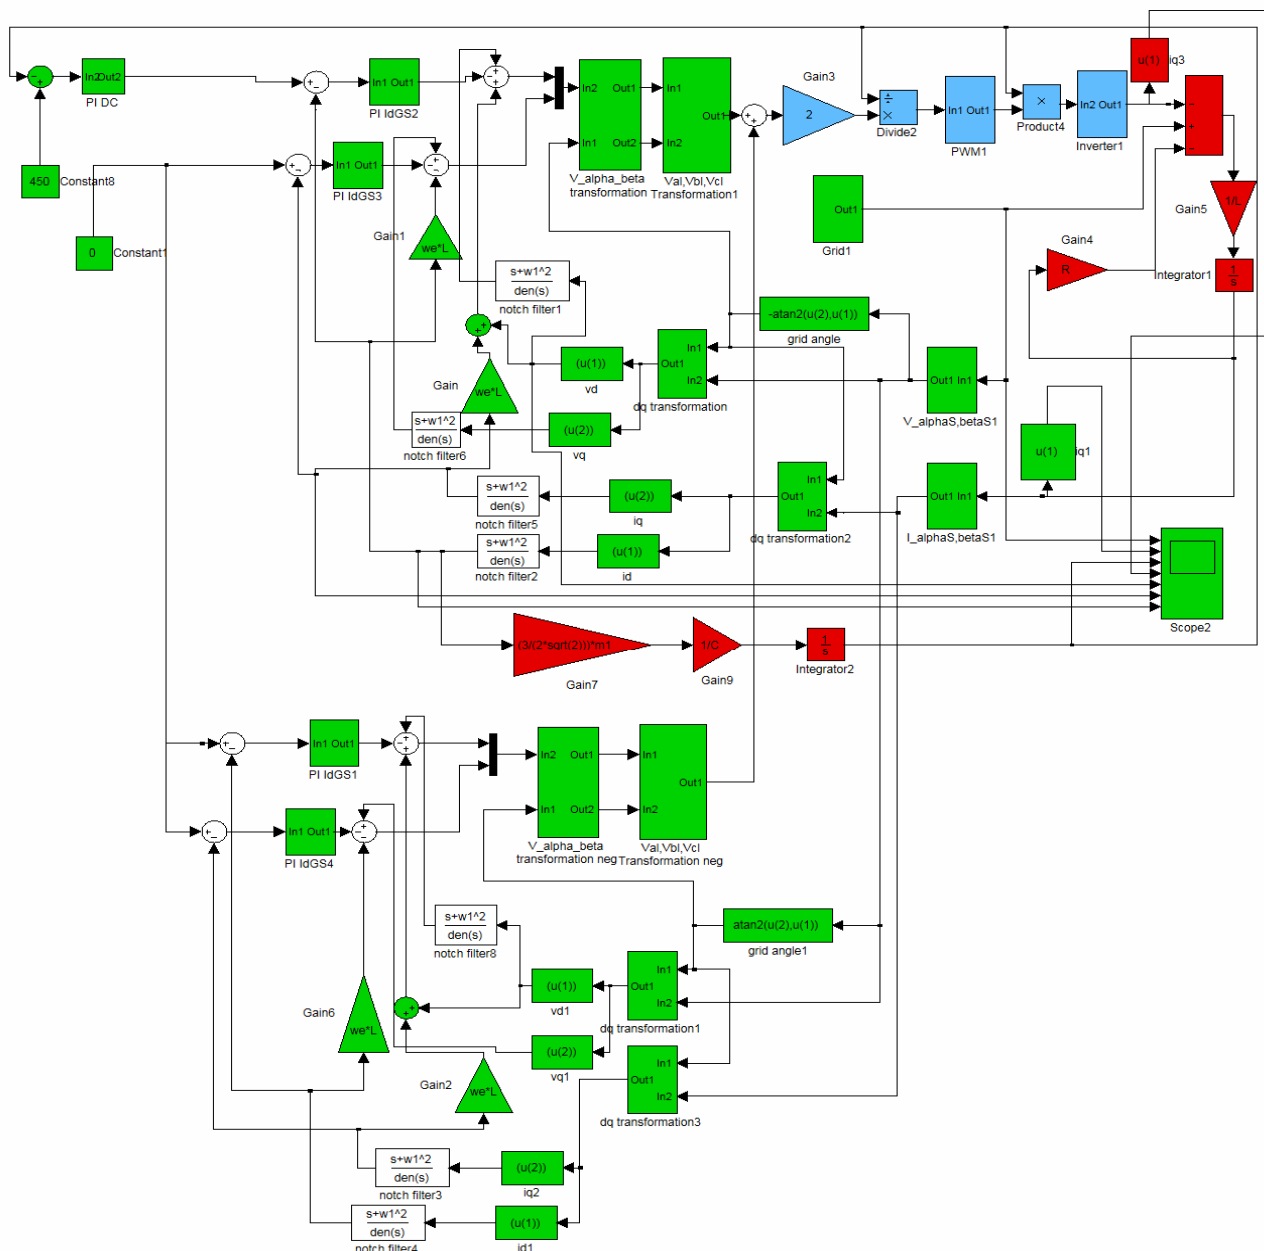 In2Out2
PI DC
450
Constant8
0
Constant1
In1 Out1
PI IdGS2
In1 Out1
PI IdGS3
Gain1
we*L
In2 Out1
In1 Out2
V_alpha_beta
transformation
In1
Out1
In2
Val,Vbl,Vcl
Transformation1
Gain3
2
÷
×
Divide2
In1 Out1
PWM1
×
Product4
In2 Out1
Inverter1
u(1)
iq3
1/L
Gain5
Out1
Grid1
Gain4
R
Integrator1
1
s
s+w1^2
den(s)
notch filter1
-atan2(u(2),u(1))
grid angle
Gain
we*L
(u(1))
vd
In1
Out1
In2
dq transformation
Out1 In1
V_alphaS,betaS1
s+w1^2
den(s)
notch filter6
(u(2))
vq
u(1)
iq1
s+w1^2
den(s)
notch filter5
(u(2))
iq
In1
Out1
In2
dq transformation2
Out1 In1
I_alphaS,betaS1
s+w1^2
den(s)
notch filter2
(u(1))
id
Scope2
(3/(2*sqrt(2)))*m1
Gain7
1/C
Gain9
1
s
Integrator2
In1 Out1
PI IdGS1
In1 Out1
PI IdGS4
In2 Out1
In1 Out2
V_alpha_beta
transformation neg
In1
Out1
In2
Val,Vbl,Vcl
Transformation neg
s+w1^2
den(s)
notch filter8
atan2(u(2),u(1))
grid angle1
Gain6
we*L
(u(1))
vd1
In1
Out1
In2
dq transformation1
(u(2))
vq1
Gain2
we*L
In1
Out1
In2
dq transformation3
s+w1^2
den(s)
notch filter3
(u(2))
iq2
s+w1^2
den(s)
notch filter4
(u(1))
id1